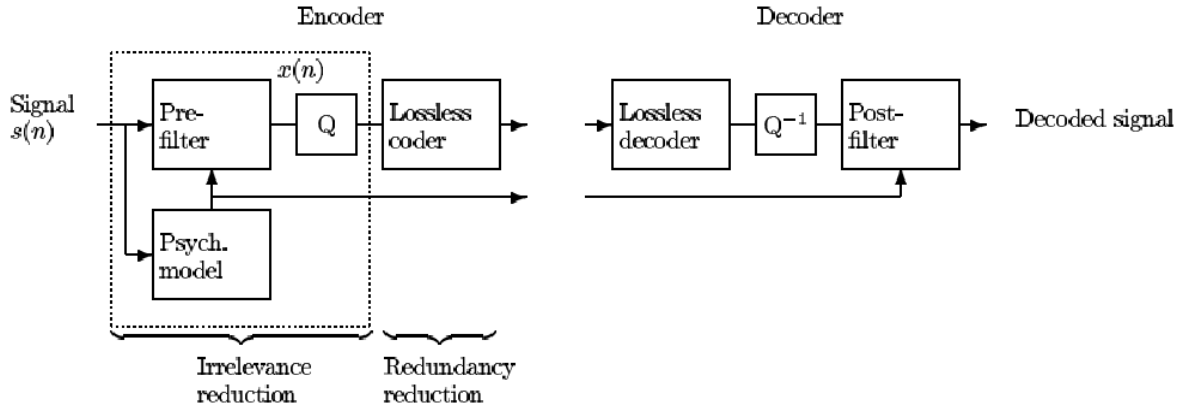 Encoder
Decoder
x(n)
Signal
s(n)
Pre-
filter
Q
Lossless
coder
Lossless
decoder
Q⁻¹
Post-
filter
Decoded signal
Psych.
model
Irrelevance
reduction
Redundancy
reduction